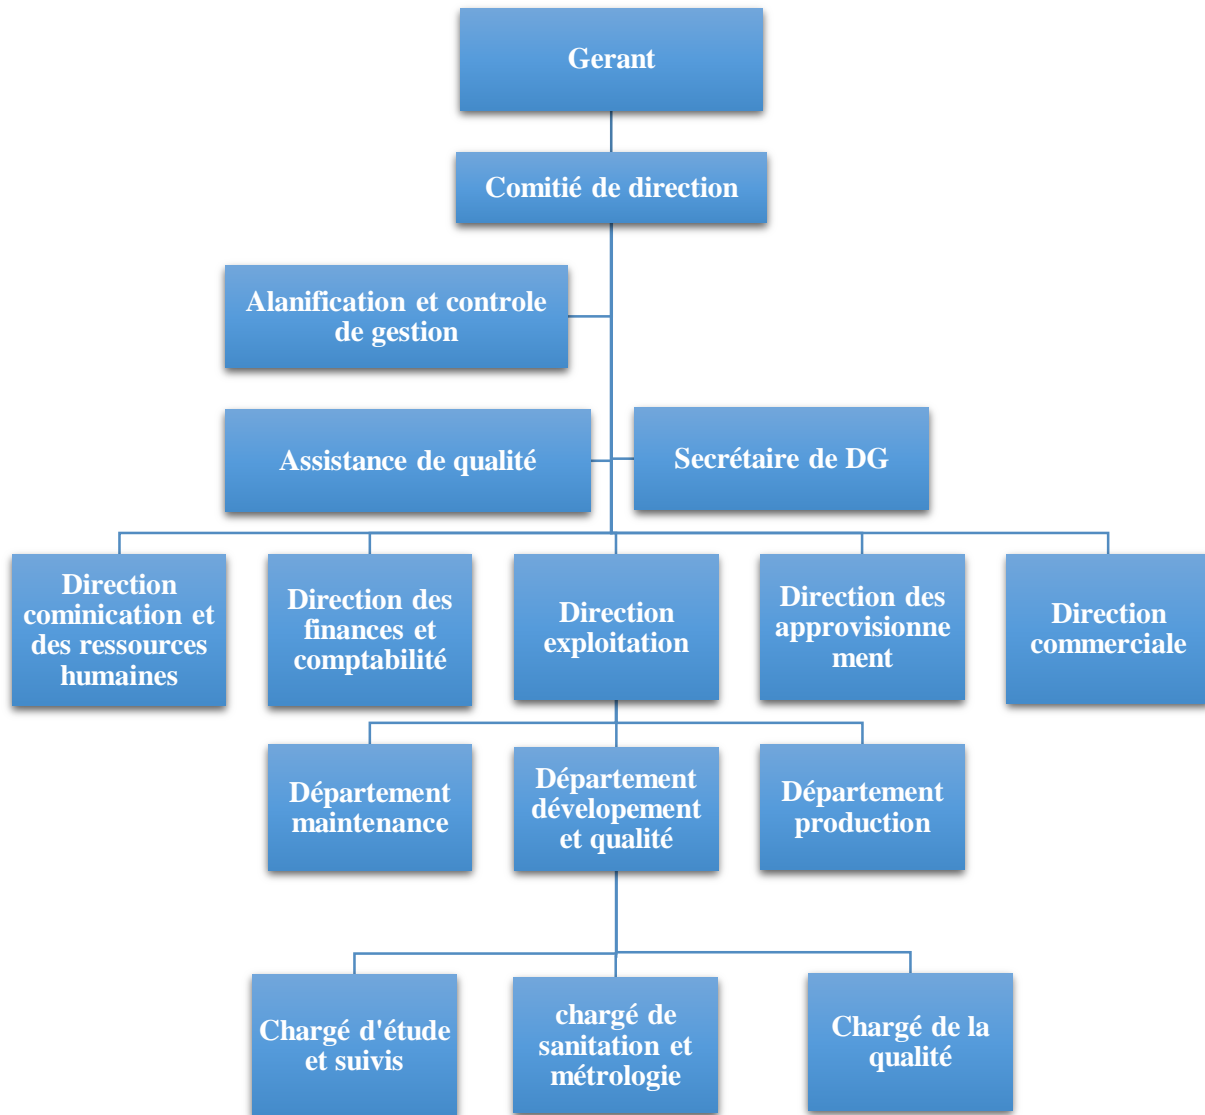 Gerant
Comitié de direction
Alanification et controle
de gestion
Assistance de qualité
Secrétaire de DG
Direction
cominication et
des ressources
humaines
Direction des
finances et
comptabilité
Direction
exploitation
Direction des
approvisionne
ment
Direction
commerciale
Département
maintenance
Département
dévelopement
et qualité
Département
production
Chargé d'étude
et suivis
chargé de
sanitation et
métrologie
Chargé de la
qualité